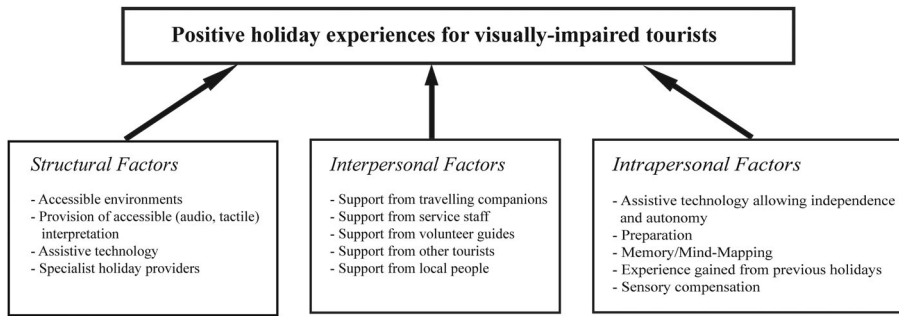 Positive holiday experiences for visually-impaired tourists
Structural Factors
- Accessible environments
- Provision of accessible (audio, tactile)
interpretation
- Assistive technology
- Specialist holiday providers
Interpersonal Factors
- Support from travelling companions
- Support from service staff
- Support from volunteer guides
- Support from other tourists
- Support from local people
Intrapersonal Factors
- Assistive technology allowing independence
and autonomy
- Preparation
- Memory/Mind-Mapping
- Experience gained from previous holidays
- Sensory compensation